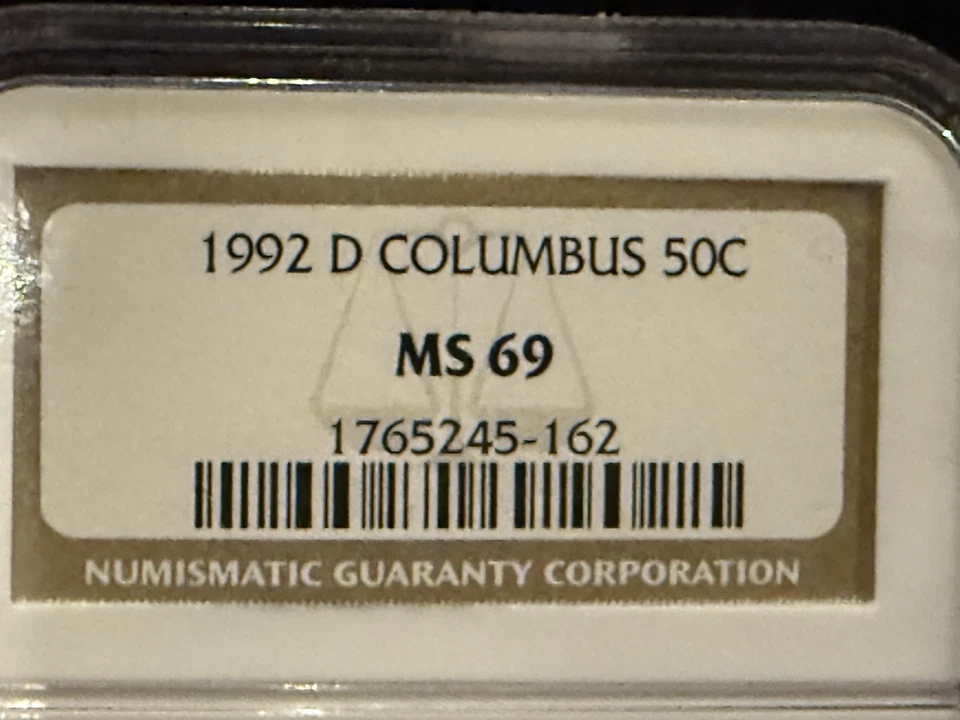 1992 D COLUMBUS 50C
MS 69
1765245-162
NUMISMATIC GUARANTY CORPORATION